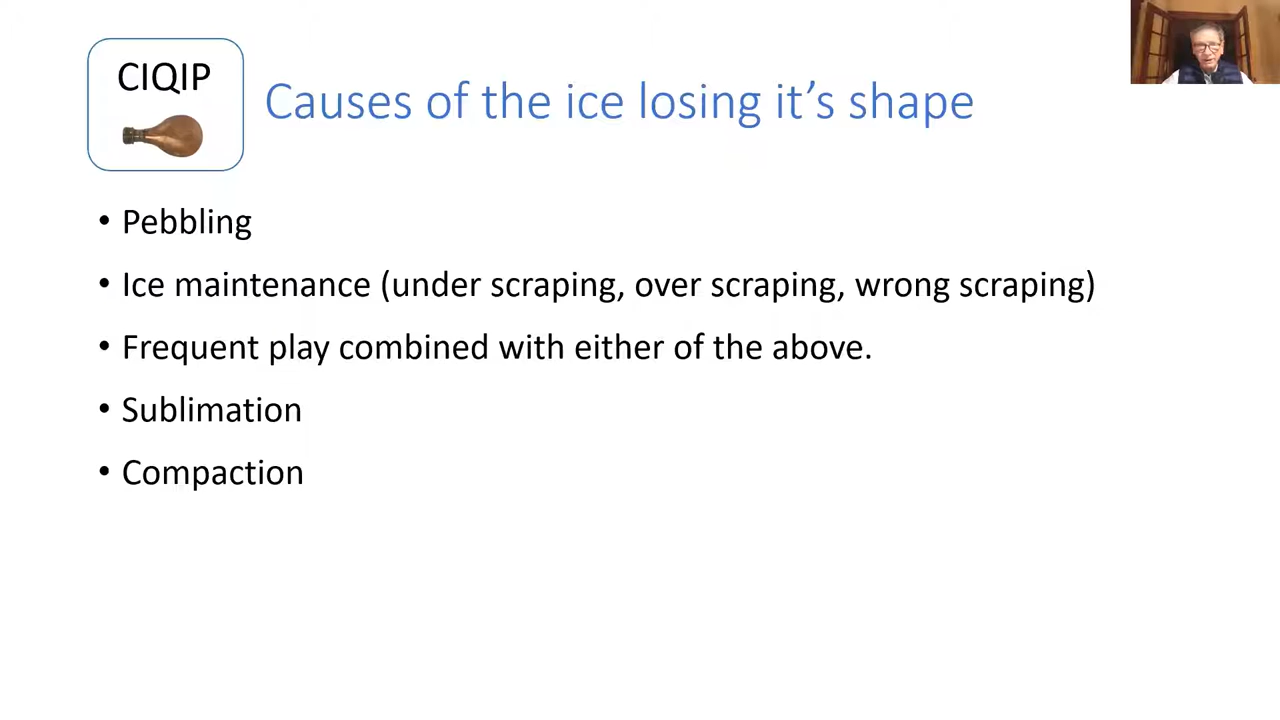 CIQIP
Causes of the ice losing it’s shape
• Pebbling
• Ice maintenance (under scraping, over scraping, wrong scraping)
• Frequent play combined with either of the above.
• Sublimation
• Compaction